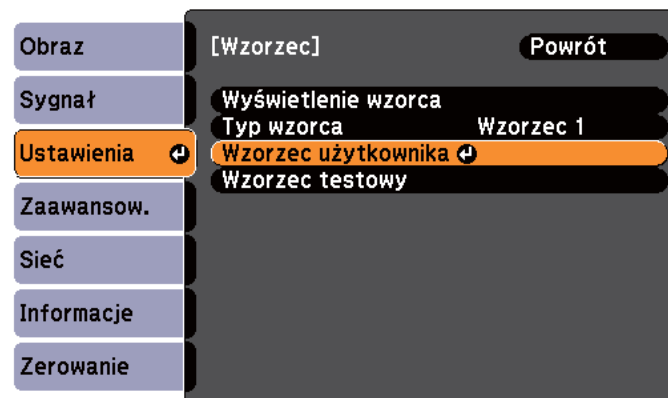 Obraz
Sygnał
Ustawienia
Zaawansow.
Sieć
Informacje
Zerowanie
[Wzorzec] Powrót
Wyświetlenie wzorca
Typ wzorca Wzorzec 1
Wzorzec użytkownika
Wzorzec testowy